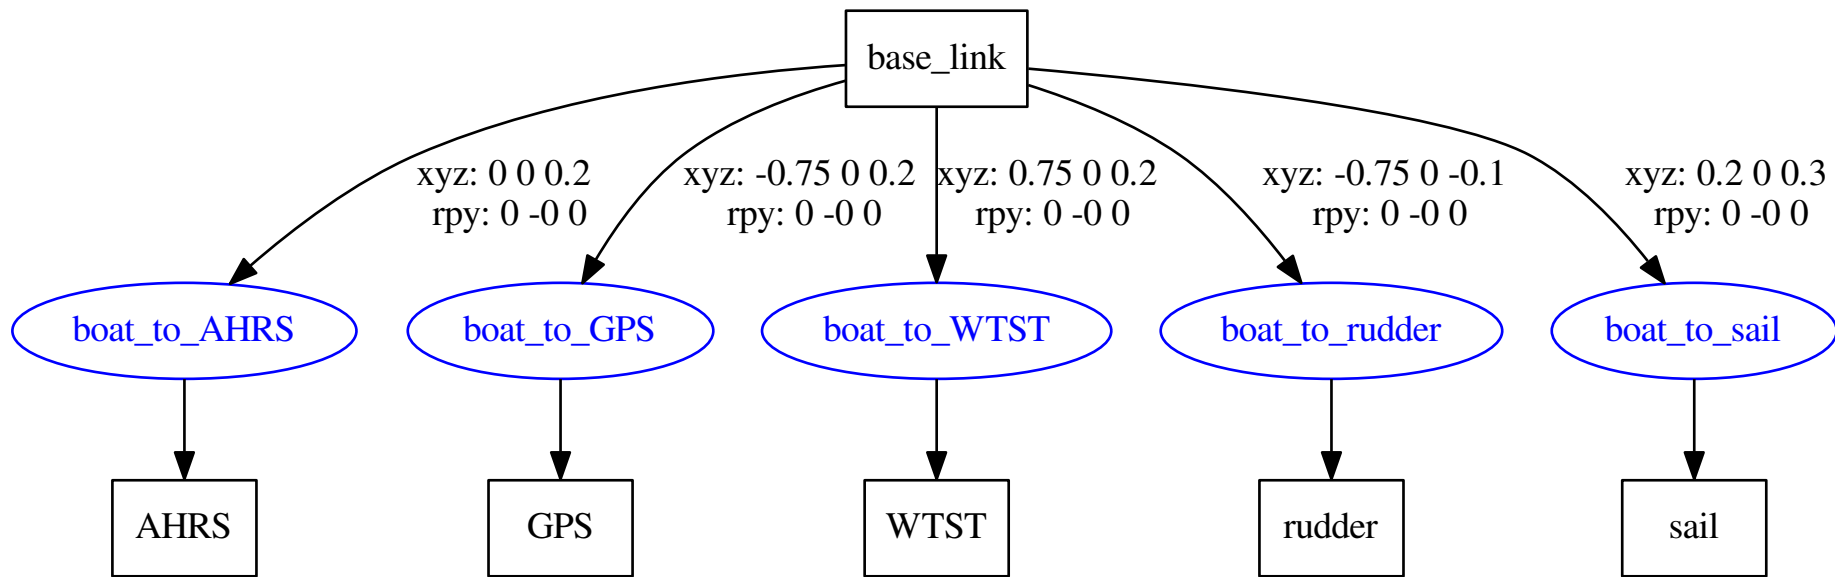 base_link
xyz: 0 0 0.2
rpy: 0 -0 0
xyz: -0.75 0 0.2
rpy: 0 -0 0
xyz: 0.75 0 0.2
rpy: 0 -0 0
xyz: -0.75 0 -0.1
rpy: 0 -0 0
xyz: 0.2 0 0.3
rpy: 0 -0 0
boat_to_AHRS
boat_to_GPS
boat_to_WTST
boat_to_rudder
boat_to_sail
AHRS
GPS
WTST
rudder
sail